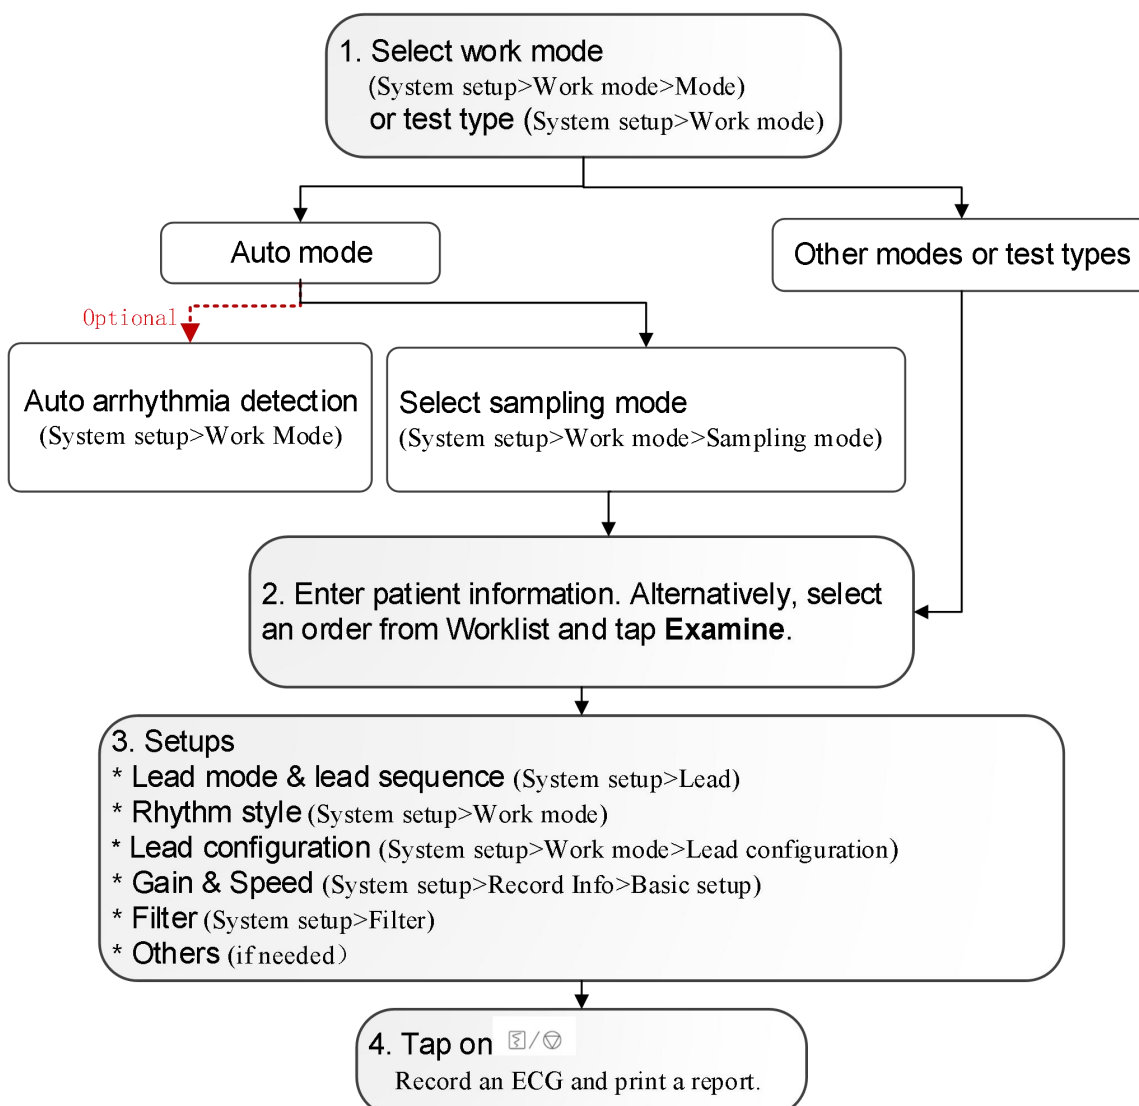 1. Select work mode
(System setup>Work mode>Mode)
or test type (System setup>Work mode)
Auto mode
Other modes or test types
Optional
Auto arrhythmia detection
(System setup>Work Mode)
Select sampling mode
(System setup>Work mode>Sampling mode)
2. Enter patient information. Alternatively, select
an order from Worklist and tap Examine.
3. Setups
* Lead mode & lead sequence (System setup>Lead)
* Rhythm style (System setup>Work mode)
* Lead configuration (System setup>Work mode>Lead configuration)
* Gain & Speed (System setup>Record Info>Basic setup)
* Filter (System setup>Filter)
* Others (if needed）
4. Tap on
Record an ECG and print a report.